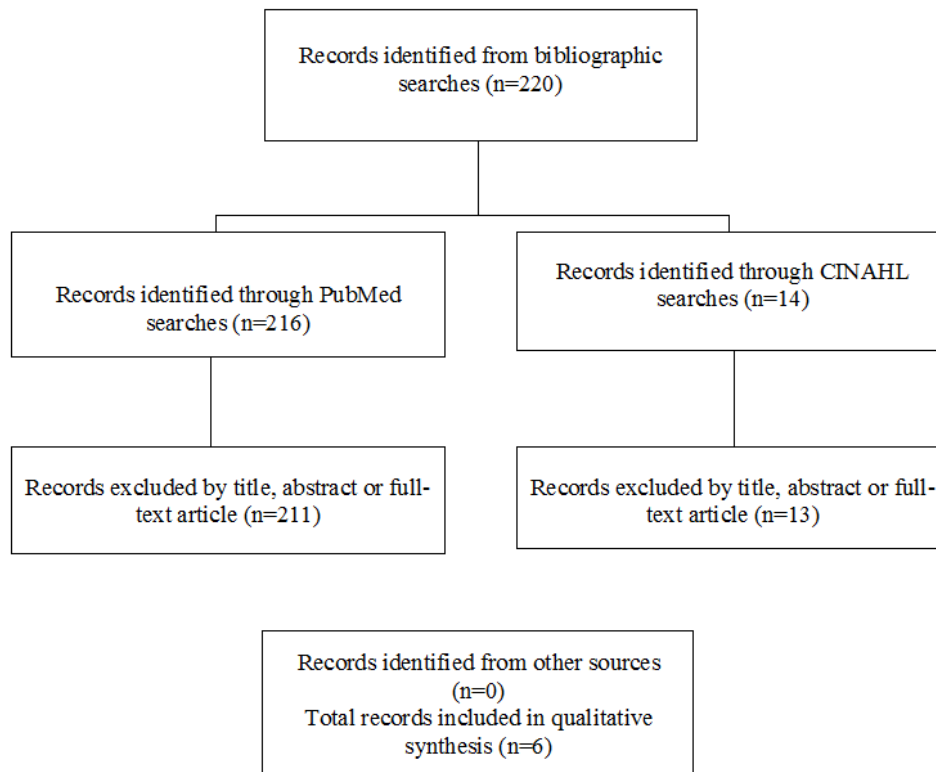 Records identified from bibliographic
searches (n=220)
Records identified through PubMed
searches (n=216)
Records identified through CINAHL
searches (n=14)
Records excluded by title, abstract or full-
text article (n=211)
Records excluded by title, abstract or full-
text article (n=13)
Records identified from other sources
(n=0)
Total records included in qualitative
synthesis (n=6)